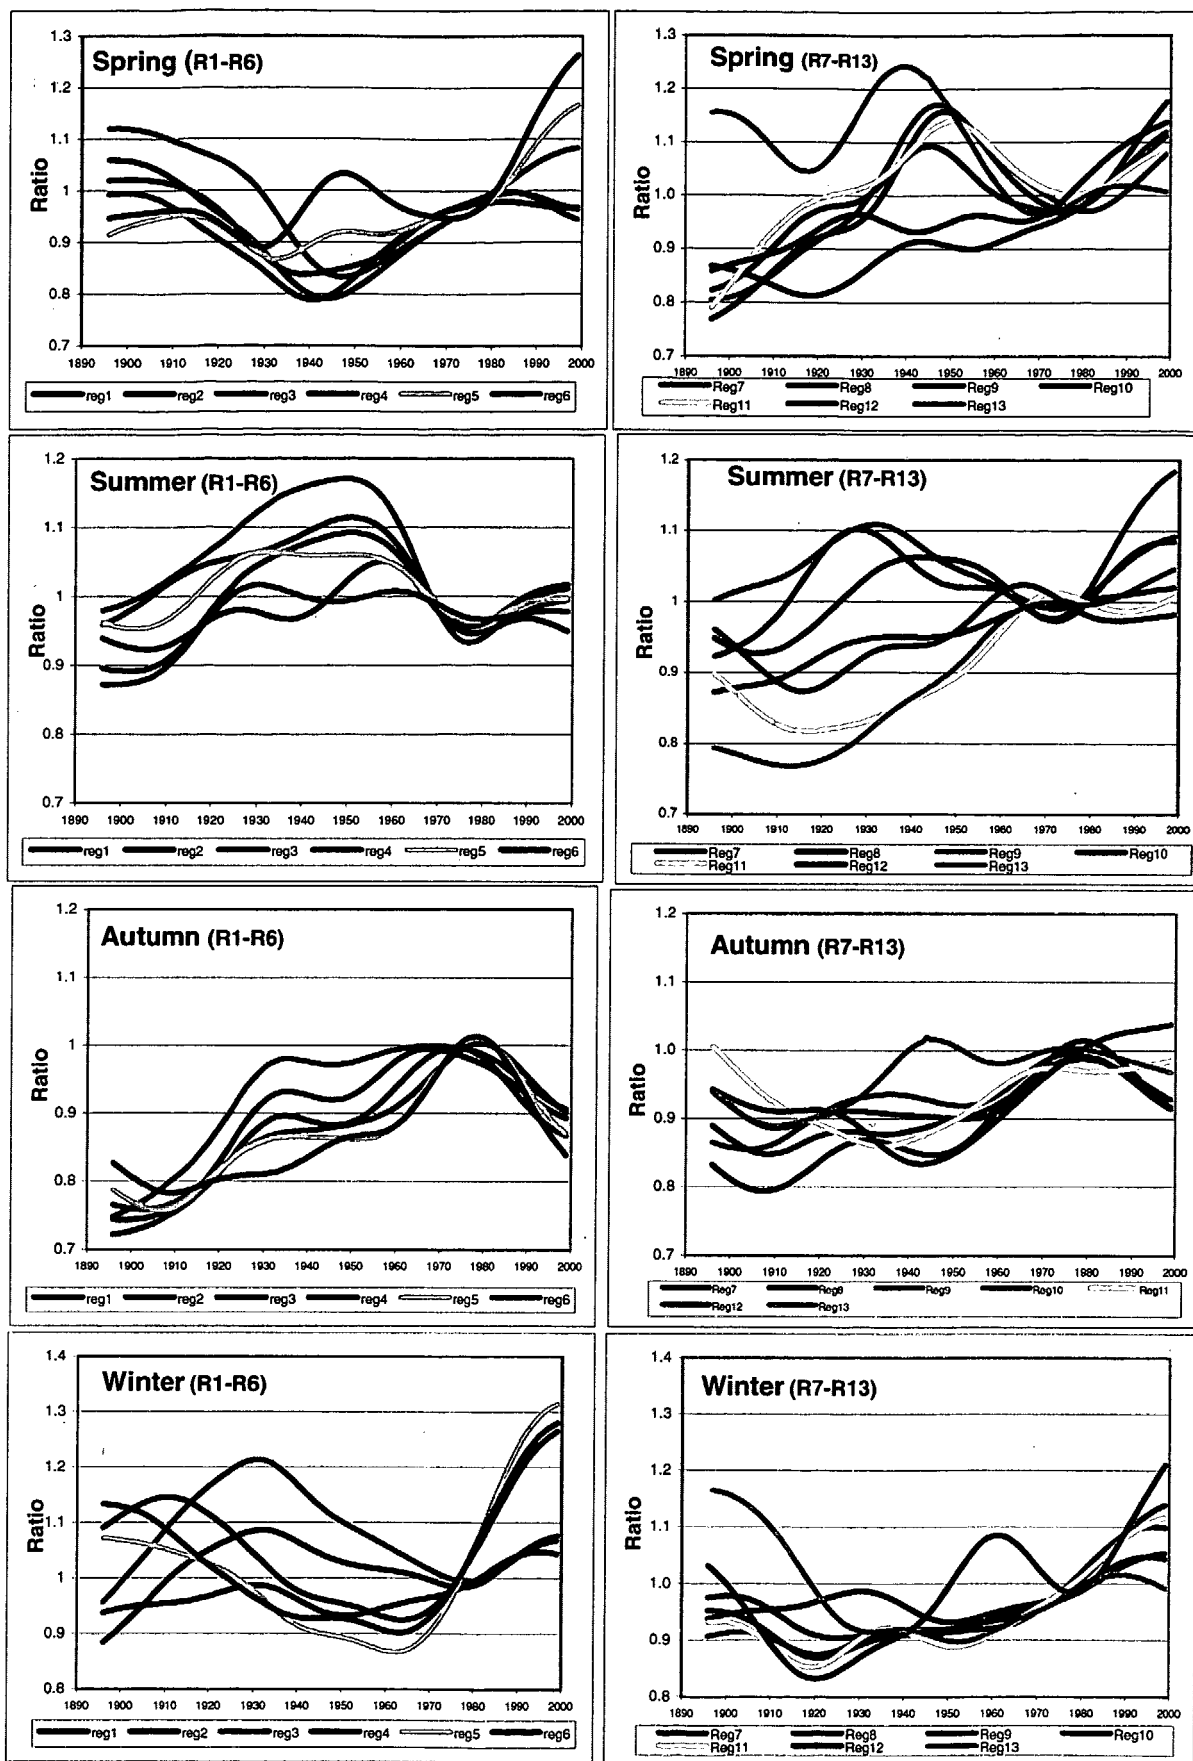 Spring (R1-R6)
Ratio
1.3
1.2
1.1
1
0.9
0.8
0.7
1890 1900 1910 1920 1930 1940 1950 1960 1970 1980 1990 2000
reg1 reg2 reg3 reg4 reg5 reg6
Spring (R7-R13)
Ratio
1.30
1.20
1.10
1.00
0.90
0.80
0.70
1890 1900 1910 1920 1930 1940 1950 1960 1970 1980 1990 2000
Reg7 Reg8 Reg9 Reg10
Reg11 Reg12 Reg13
Summer (R1-R6)
Ratio
1.2
1.1
1
0.9
0.8
0.7
1890 1900 1910 1920 1930 1940 1950 1960 1970 1980 1990 2000
reg1 reg2 reg3 reg4 reg5 reg6
Summer (R7-R13)
Ratio
1.2
1.1
1
0.9
0.8
0.7
1890 1900 1910 1920 1930 1940 1950 1960 1970 1980 1990 2000
Reg7 Reg8 Reg9 Reg10
Reg11 Reg12 Reg13
Autumn (R1-R6)
Ratio
1.2
1.1
1
0.9
0.8
0.7
1890 1900 1910 1920 1930 1940 1950 1960 1970 1980 1990 2000
reg1 reg2 reg3 reg4 reg5 reg6
Autumn (R7-R13)
Ratio
1.2
1.1
1.0
0.9
0.8
0.7
1890 1900 1910 1920 1930 1940 1950 1960 1970 1980 1990 2000
Reg7 Reg8 Reg9 Reg10 Reg11
Reg12 Reg13
Winter (R1-R6)
Ratio
1.4
1.3
1.2
1.1
1
0.9
0.8
1890 1900 1910 1920 1930 1940 1950 1960 1970 1980 1990 2000
reg1 reg2 reg3 reg4 reg5 reg6
Winter (R7-R13)
Ratio
1.4
1.3
1.2
1.1
1.0
0.9
0.8
1890 1900 1910 1920 1930 1940 1950 1960 1970 1980 1990 2000
Reg7 Reg8 Reg9 Reg10
Reg11 Reg12 Reg13